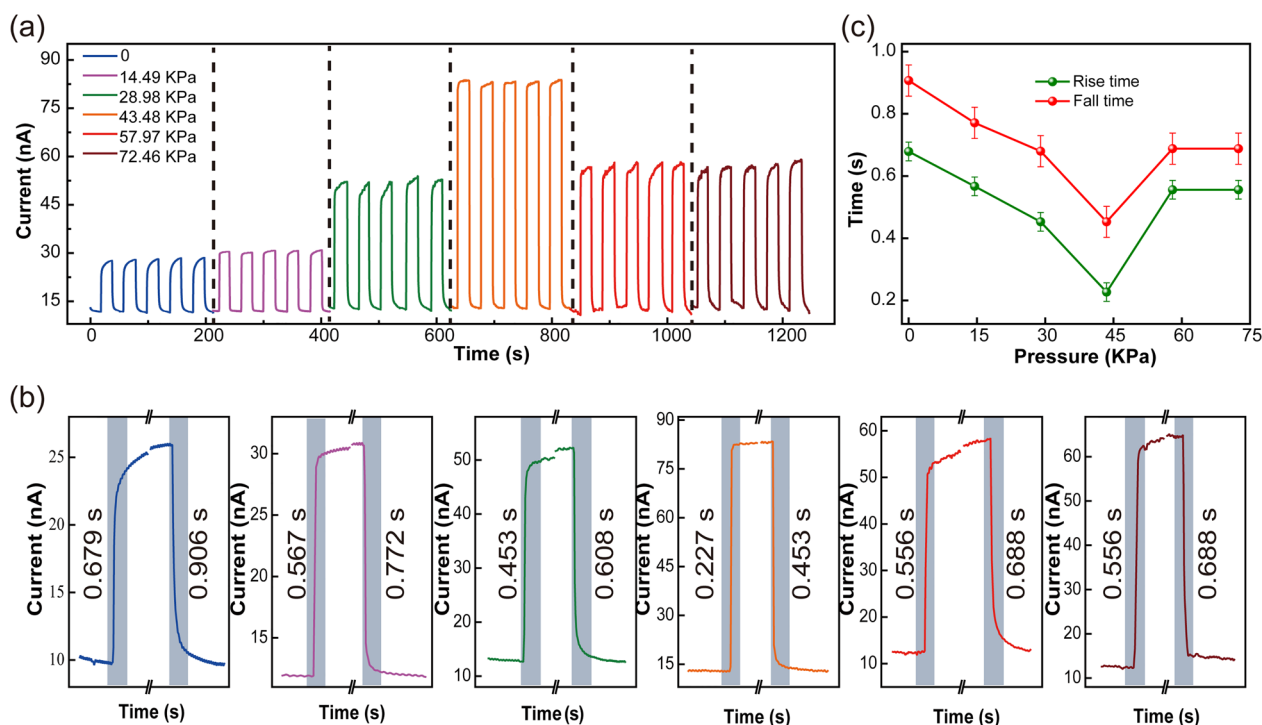 (a)
90
75
60
45
30
15
Current (nA)
0
14.49 KPa
28.98 KPa
43.48 KPa
57.97 KPa
72.46 KPa
0
200
400
600
800
1000
1200
Time (s)
(c)
1.0
0.8
0.6
0.4
0.2
Time (s)
Rise time
Fall time
0
15
30
45
60
75
Pressure (KPa)
(b)
25
20
15
10
Current (nA)
0.679 s
0.906 s
Time (s)
30
25
20
15
Current (nA)
0.567 s
0.772 s
Time (s)
50
40
30
20
10
Current (nA)
0.453 s
0.608 s
Time (s)
90
75
60
45
30
15
Current (nA)
0.227 s
0.453 s
Time (s)
60
50
40
30
20
10
Current (nA)
0.556 s
0.688 s
Time (s)
60
50
40
30
20
10
Current (nA)
0.556 s
0.688 s
Time (s)